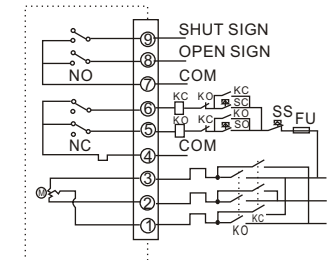 ⑨ SHUT SIGN
⑧ OPEN SIGN
NO ⑦ COM
⑥ KC KO KC SC SS FU
⑤ KO KC KO SO
NC
④ COM
③
M ②
① KC
KO